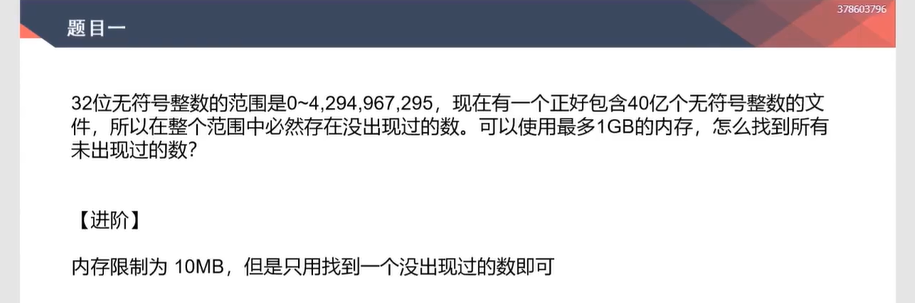 378603796
题目一
32位无符号整数的范围是0~4,294,967,295，现在有一个正好包含40亿个无符号整数的文
件，所以在整个范围中必然存在没出现过的数。可以使用最多1GB的内存，怎么找到所有
未出现过的数？
【进阶】
内存限制为 10MB，但是只用找到一个没出现过的数即可